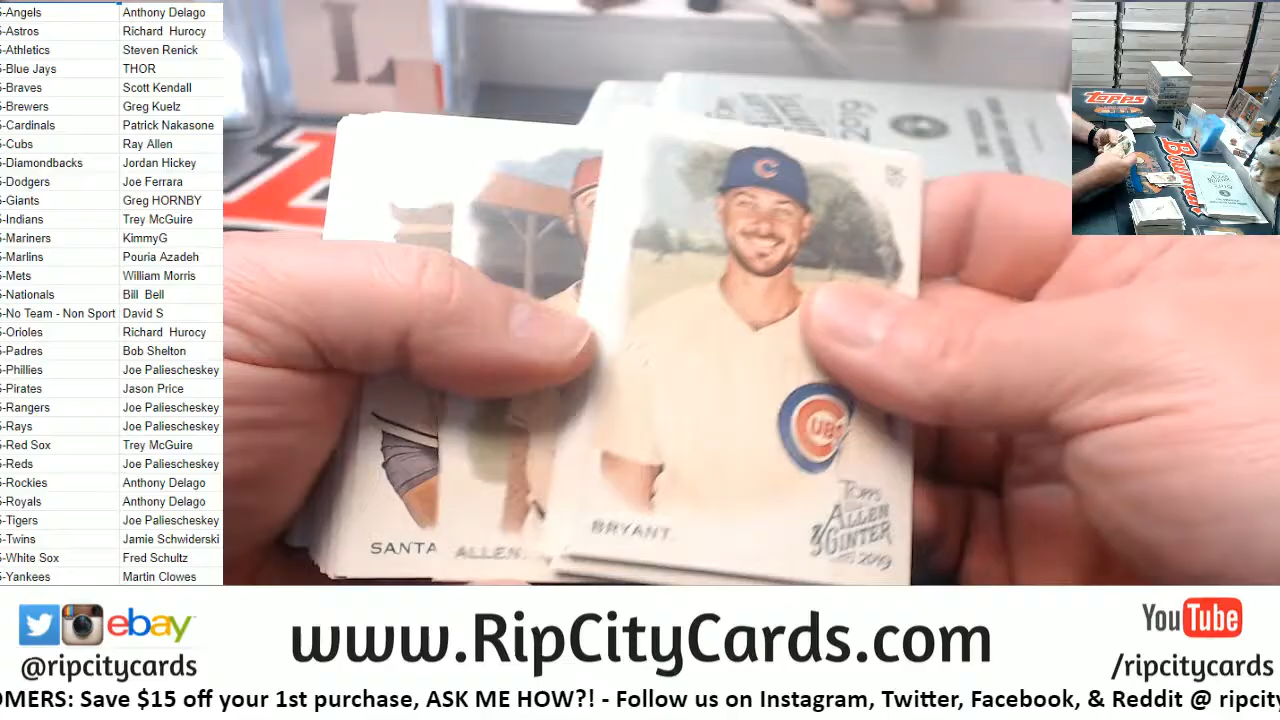 -Angels Anthony Delago
-Astros Richard Hurocy
-Athletics Steven Renick
-Blue Jays THOR
-Braves Scott Kendall
-Brewers Greg Kuelz
-Cardinals Patrick Nakasone
-Cubs Ray Allen
-Diamondbacks Jordan Hickey
-Dodgers Joe Ferrara
-Giants Greg HORNBY
-Indians Trey McGuire
-Mariners KimmyG
-Marlins Pouria Azadeh
-Mets William Morris
-Nationals Bill Bell
-No Team - Non Sport David S
-Orioles Richard Hurocy
-Padres Bob Shelton
-Phillies Joe Paliescheskey
-Pirates Jason Price
-Rangers Joe Paliescheskey
-Rays Joe Paliescheskey
-Red Sox Trey McGuire
-Reds Joe Paliescheskey
-Rockies Anthony Delago
-Royals Anthony Delago
-Tigers Joe Paliescheskey
-Twins Jamie Schwiderski
-White Sox Fred Schultz
-Yankees Martin Clowes
Topps
Bowman
C
CUBS
SANTA
ALLEN
BRYANT
TOPPS
ALLEN
& GINTER
2019
ebay
@ripcitycards
www.RipCityCards.com
YouTube
/ripcitycards
OMERS: Save $15 off your 1st purchase, ASK ME HOW?! - Follow us on Instagram, Twitter, Facebook, & Reddit @ ripcity